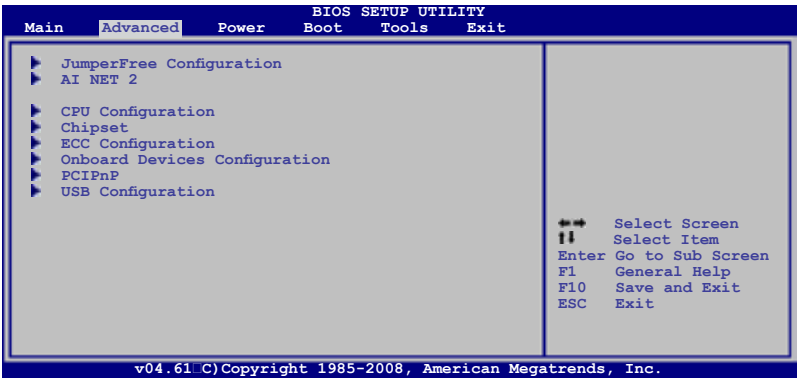 BIOS SETUP UTILITY
Main Advanced Power Boot Tools Exit
JumperFree Configuration
AI NET 2
CPU Configuration
Chipset
ECC Configuration
Onboard Devices Configuration
PCIPnP
USB Configuration
←→ Select Screen
↑↓ Select Item
Enter Go to Sub Screen
F1 General Help
F10 Save and Exit
ESC Exit
v04.61□C)Copyright 1985-2008, American Megatrends, Inc.